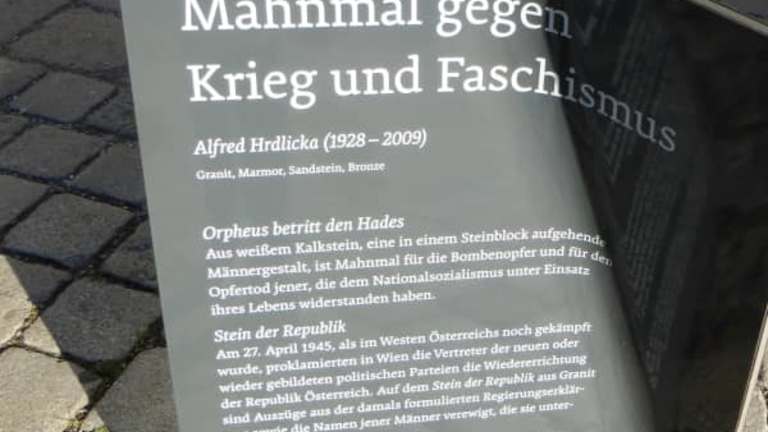 Mahnmal gegen
Krieg und Faschismus
Alfred Hrdlicka (1928 – 2009)
Granit, Marmor, Sandstein, Bronze
Orpheus betritt den Hades
Aus weißem Kalkstein, eine in einem Steinblock aufgehende
Männergestalt, ist Mahnmal für die Bombenopfer und für den
Opfertod jener, die dem Nationalsozialismus unter Einsatz
ihres Lebens widerstanden haben.
Stein der Republik
Am 27. April 1945, als im Westen Österreichs noch gekämpft
wurde, proklamierten in Wien die Vertreter der neuen oder
wieder gebildeten politischen Parteien die Wiedererrichtung
der Republik Österreich. Auf dem Stein der Republik aus Granit
sind Auszüge aus der damals formulierten Regierungserklär-
sowie die Namen jener Männer verewigt, die sie unter-